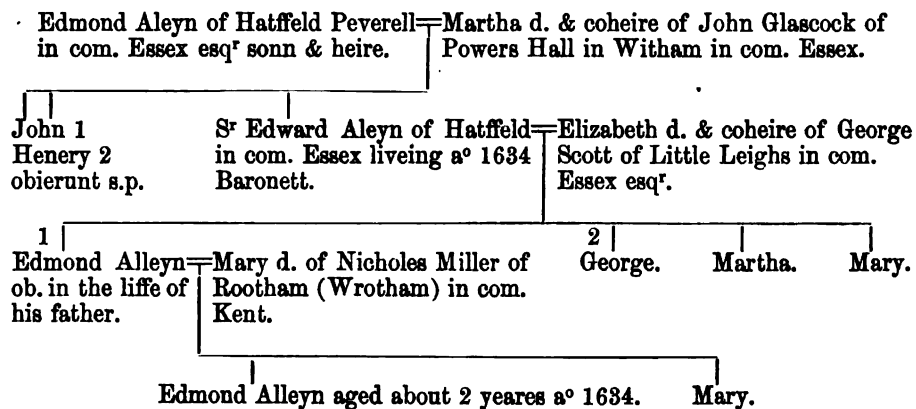 Edmond Aleyn of Hatffeld Peverell=Martha d. & coheire of John Glascock of
in com. Essex esqʳ sonn & heire. Powers Hall in Witham in com. Essex.
John 1
Henery 2
obierunt s.p.
Sʳ Edward Aleyn of Hatffeld=Elizabeth d. & coheire of George
in com. Essex liveing aᵒ 1634 Scott of Little Leighs in com.
Baronett. Essex esqʳ.
1 2
Edmond Alleyn=Mary d. of Nicholes Miller of George. Martha. Mary.
ob. in the liffe of Rootham (Wrotham) in com.
his father. Kent.
Edmond Alleyn aged about 2 yeares aᵒ 1634. Mary.